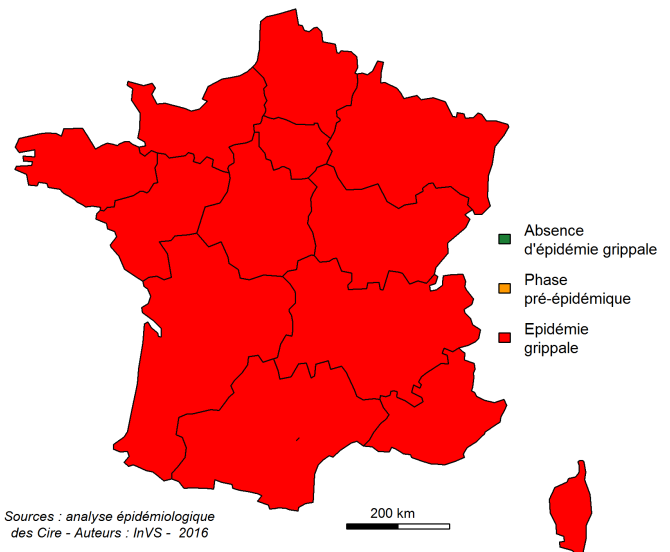 Absence
d'épidémie grippale
Phase
pré-épidémique
Epidémie
grippale
Sources : analyse épidémiologique
des Cire - Auteurs : InVS - 2016
200 km